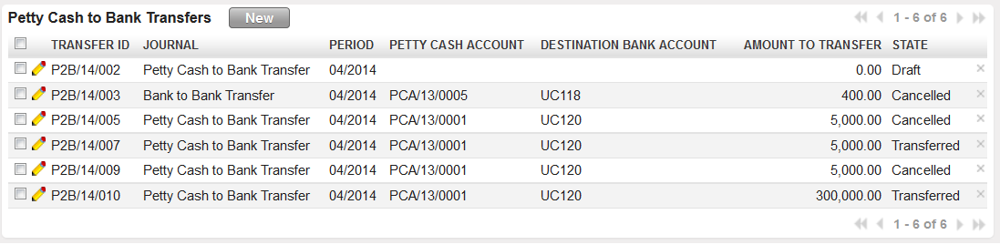 Petty Cash to Bank Transfers New 1 - 6 of 6
TRANSFER ID JOURNAL PERIOD PETTY CASH ACCOUNT DESTINATION BANK ACCOUNT AMOUNT TO TRANSFER STATE
P2B/14/002 Petty Cash to Bank Transfer 04/2014 0.00 Draft
P2B/14/003 Bank to Bank Transfer 04/2014 PCA/13/0005 UC118 400.00 Cancelled
P2B/14/005 Petty Cash to Bank Transfer 04/2014 PCA/13/0001 UC120 5,000.00 Cancelled
P2B/14/007 Petty Cash to Bank Transfer 04/2014 PCA/13/0001 UC120 5,000.00 Transferred
P2B/14/009 Petty Cash to Bank Transfer 04/2014 PCA/13/0001 UC120 5,000.00 Cancelled
P2B/14/010 Petty Cash to Bank Transfer 04/2014 PCA/13/0001 UC120 300,000.00 Transferred
1 - 6 of 6